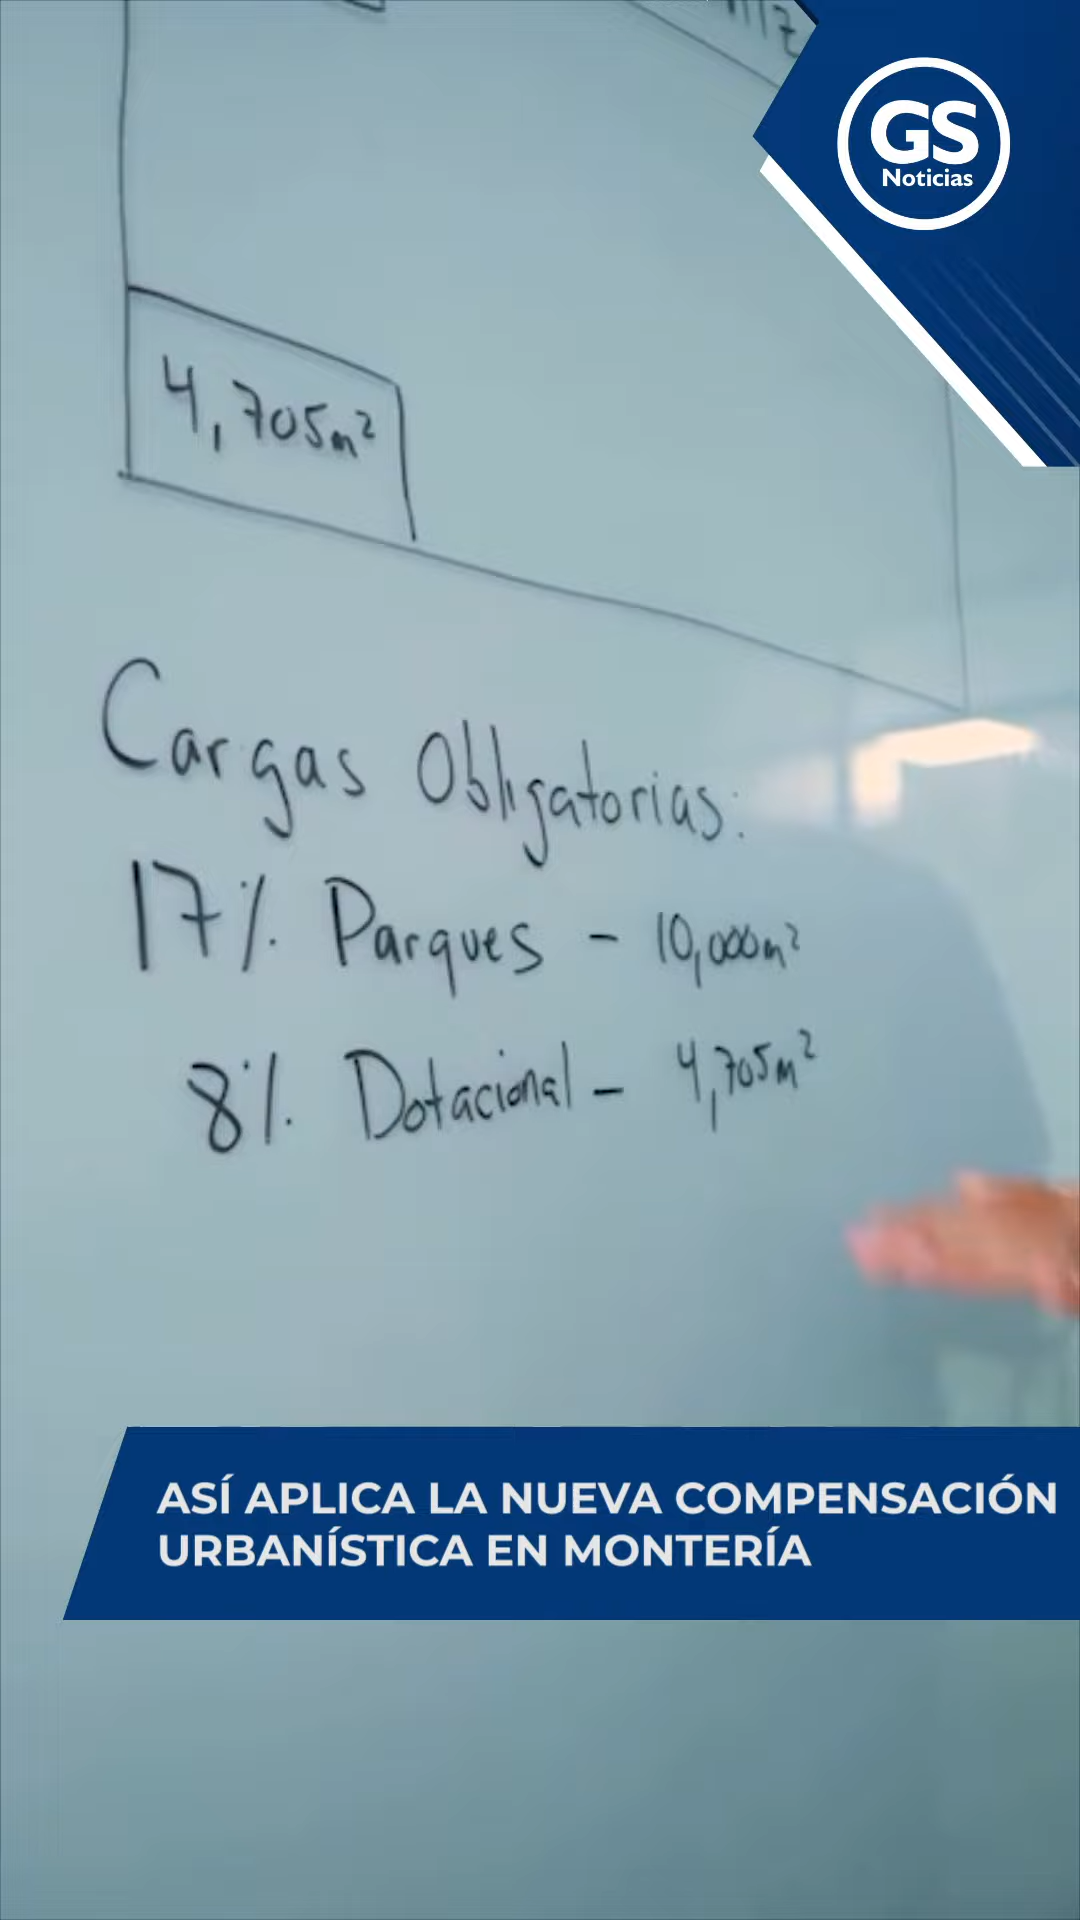 GS
Noticias
4,705m²
Cargas Obligatorias:
17% Parques - 10,000m²
8% Dotacional - 4,705m²
ASÍ APLICA LA NUEVA COMPENSACIÓN
URBANÍSTICA EN MONTERÍA